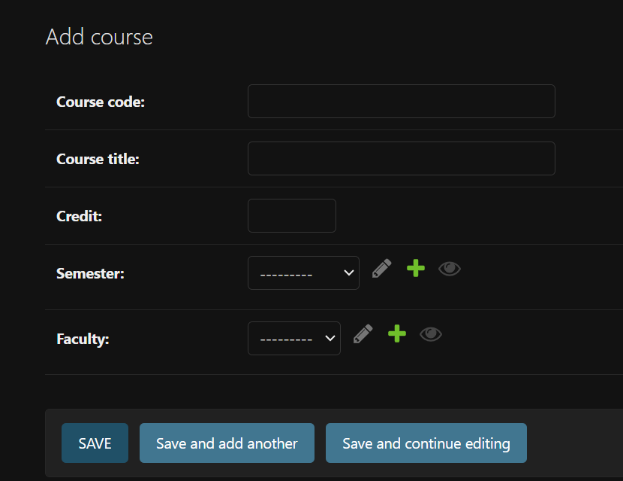 Add course
Course code:
Course title:
Credit:
Semester: ---------
Faculty: ---------
SAVE Save and add another Save and continue editing